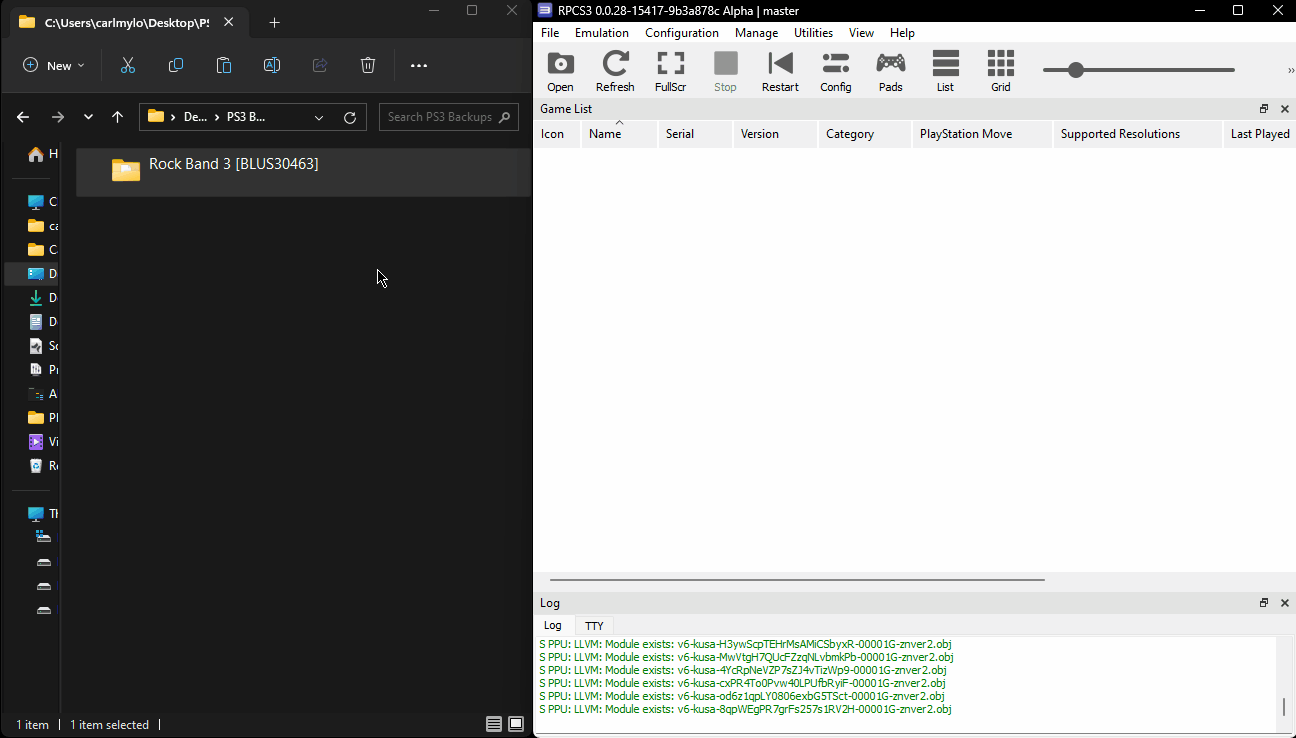 C:\Users\carlmylo\Desktop\P
New
De... PS3 B...
Search PS3 Backups
H
Rock Band 3 [BLUS30463]
C
ca
C
D
D
D
Sc
Pi
A
Pl
Vi
Re
Th
1 item 1 item selected
RPCS3 0.0.28-15417-9b3a878c Alpha | master
File Emulation Configuration Manage Utilities View Help
Open Refresh FullScr Stop Restart Config Pads List Grid
Game List
Icon Name Serial Version Category PlayStation Move Supported Resolutions Last Played
Log
Log TTY
S PPU: LLVM: Module exists: v6-kusa-H3ywScpTEHrMsAMiCSbyxR-00001G-znver2.obj
S PPU: LLVM: Module exists: v6-kusa-MwVtgH7QUcFZzqNLvbmkPb-00001G-znver2.obj
S PPU: LLVM: Module exists: v6-kusa-4YcRpNeVZP7sZJ4vTizWp9-00001G-znver2.obj
S PPU: LLVM: Module exists: v6-kusa-cxPR4To0Pvw40LPUfbRyiF-00001G-znver2.obj
S PPU: LLVM: Module exists: v6-kusa-od6z1qpLY0806exbG5TSct-00001G-znver2.obj
S PPU: LLVM: Module exists: v6-kusa-8qpWEgPR7grFs257s1RV2H-00001G-znver2.obj